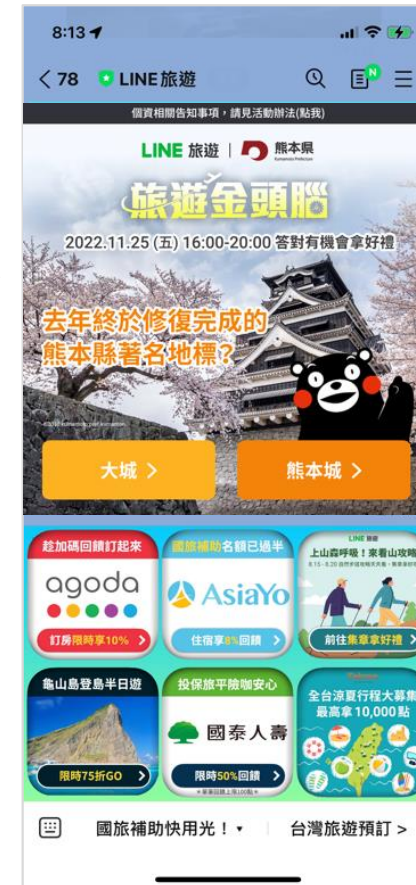 8:13
78 LINE旅遊
N
個資相關告知事項，請見活動辦法(點我)
LINE 旅遊 | 熊本県
Kumamoto Prefecture
旅遊金頭腦
2022.11.25 (五) 16:00-20:00 答對有機會拿好禮
去年終於修復完成的
熊本縣著名地標？
大城 >
熊本城 >
趁加碼回饋訂起來
agoda
訂房限時享10% >
國旅補助名額已過半
AsiaYo
住宿享8%回饋 >
LINE 旅遊
上山森呼吸！來看山攻略
前往集章拿好禮 >
龜山島登島半日遊
限時75折GO >
投保旅平險咖安心
國泰人壽
限時50%回饋 >
全台涼夏行程大募集
最高拿 10,000 點
國旅補助快用光！▾
台灣旅遊預訂 >